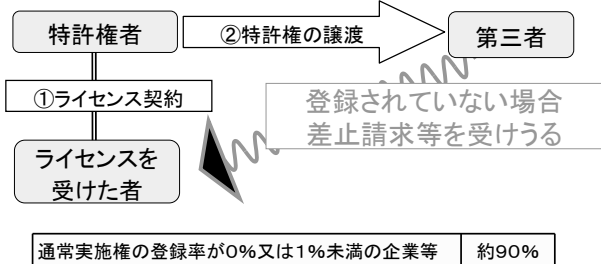 特許権者
②特許権の譲渡
第三者
①ライセンス契約
登録されていない場合
差止請求等を受けうる
ライセンスを
受けた者
通常実施権の登録率が0%又は1%未満の企業等 約90%